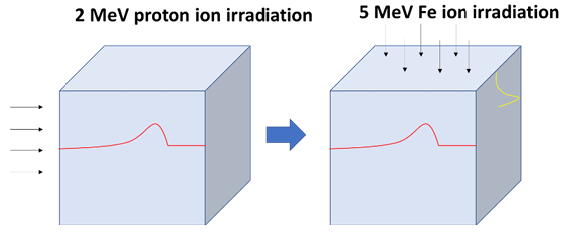 2 MeV proton ion irradiation
5 MeV Fe ion irradiation